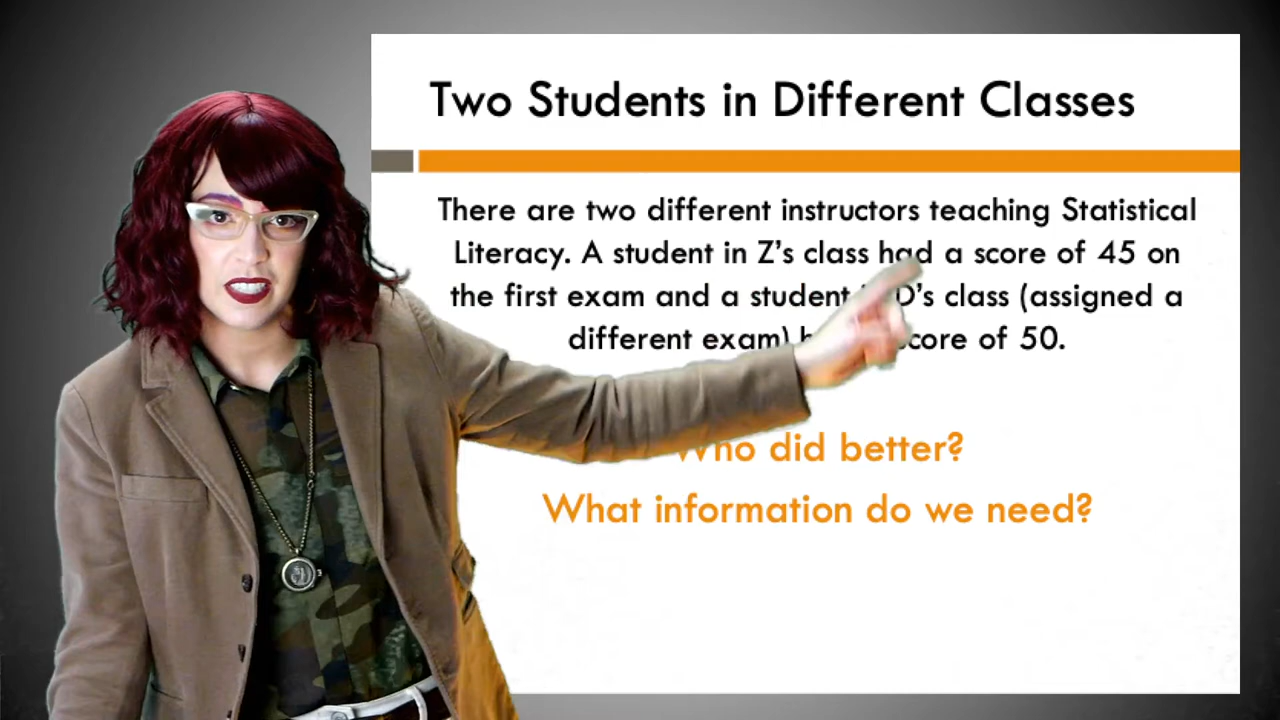 Two Students in Different Classes
There are two different instructors teaching Statistical
Literacy. A student in Z's class had a score of 45 on
the first exam and a student D's class (assigned a
different exam) score of 50.
Who did better?
What information do we need?